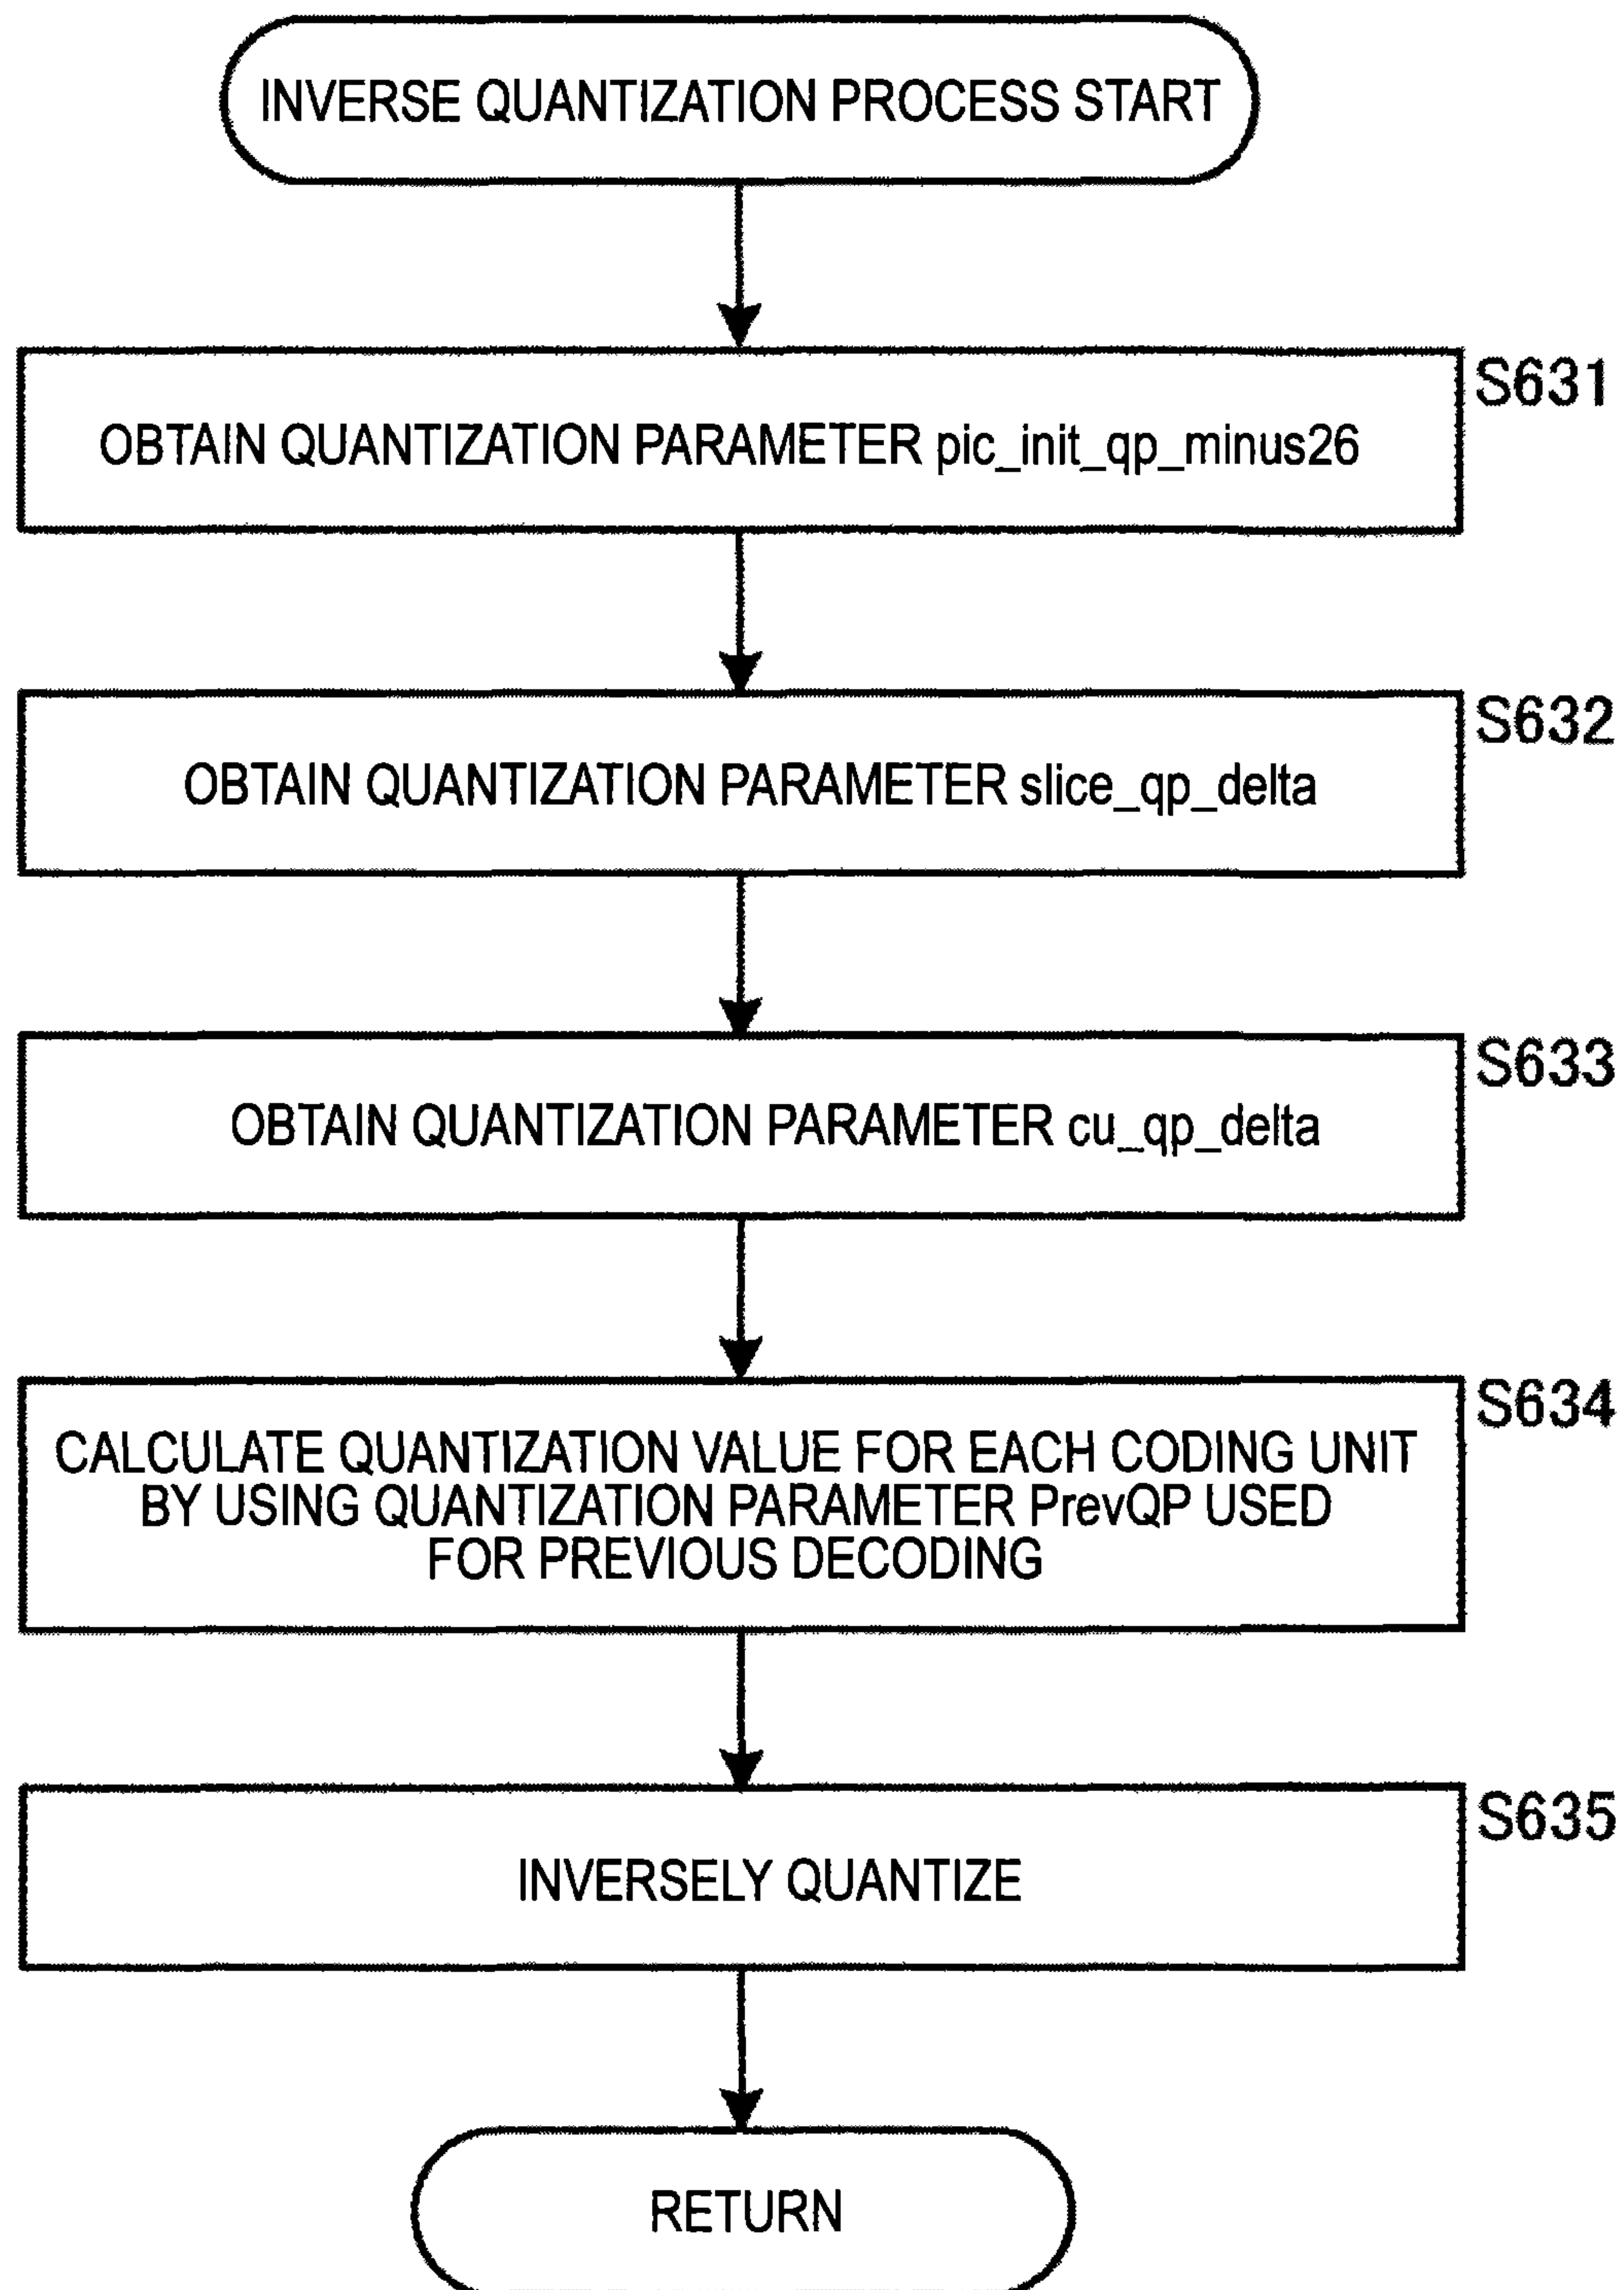 INVERSE QUANTIZATION PROCESS START
S631
OBTAIN QUANTIZATION PARAMETER pic_init_qp_minus26
S632
OBTAIN QUANTIZATION PARAMETER slice_qp_delta
S633
OBTAIN QUANTIZATION PARAMETER cu_qp_delta
S634
CALCULATE QUANTIZATION VALUE FOR EACH CODING UNIT
BY USING QUANTIZATION PARAMETER PrevQP USED
FOR PREVIOUS DECODING
S635
INVERSELY QUANTIZE
RETURN